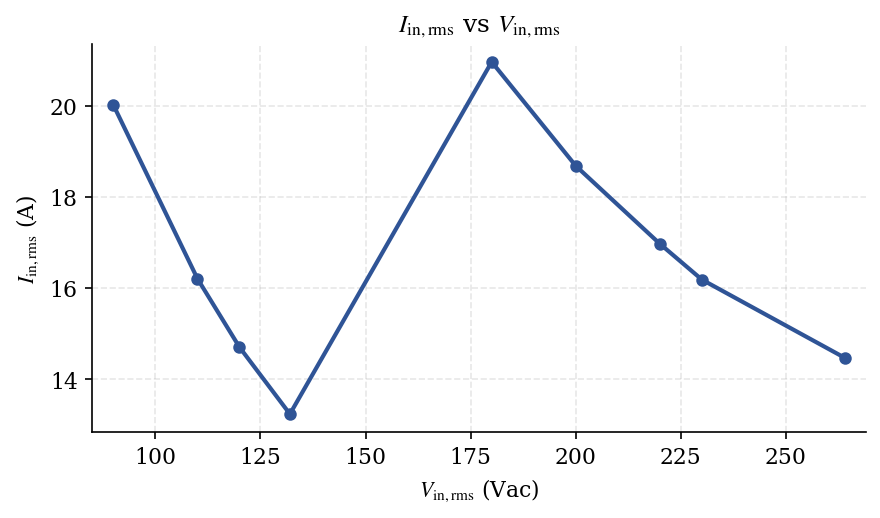 I_in,rms vs V_in,rms
I_in,rms (A)
20
18
16
14
100 125 150 175 200 225 250
V_in,rms (Vac)